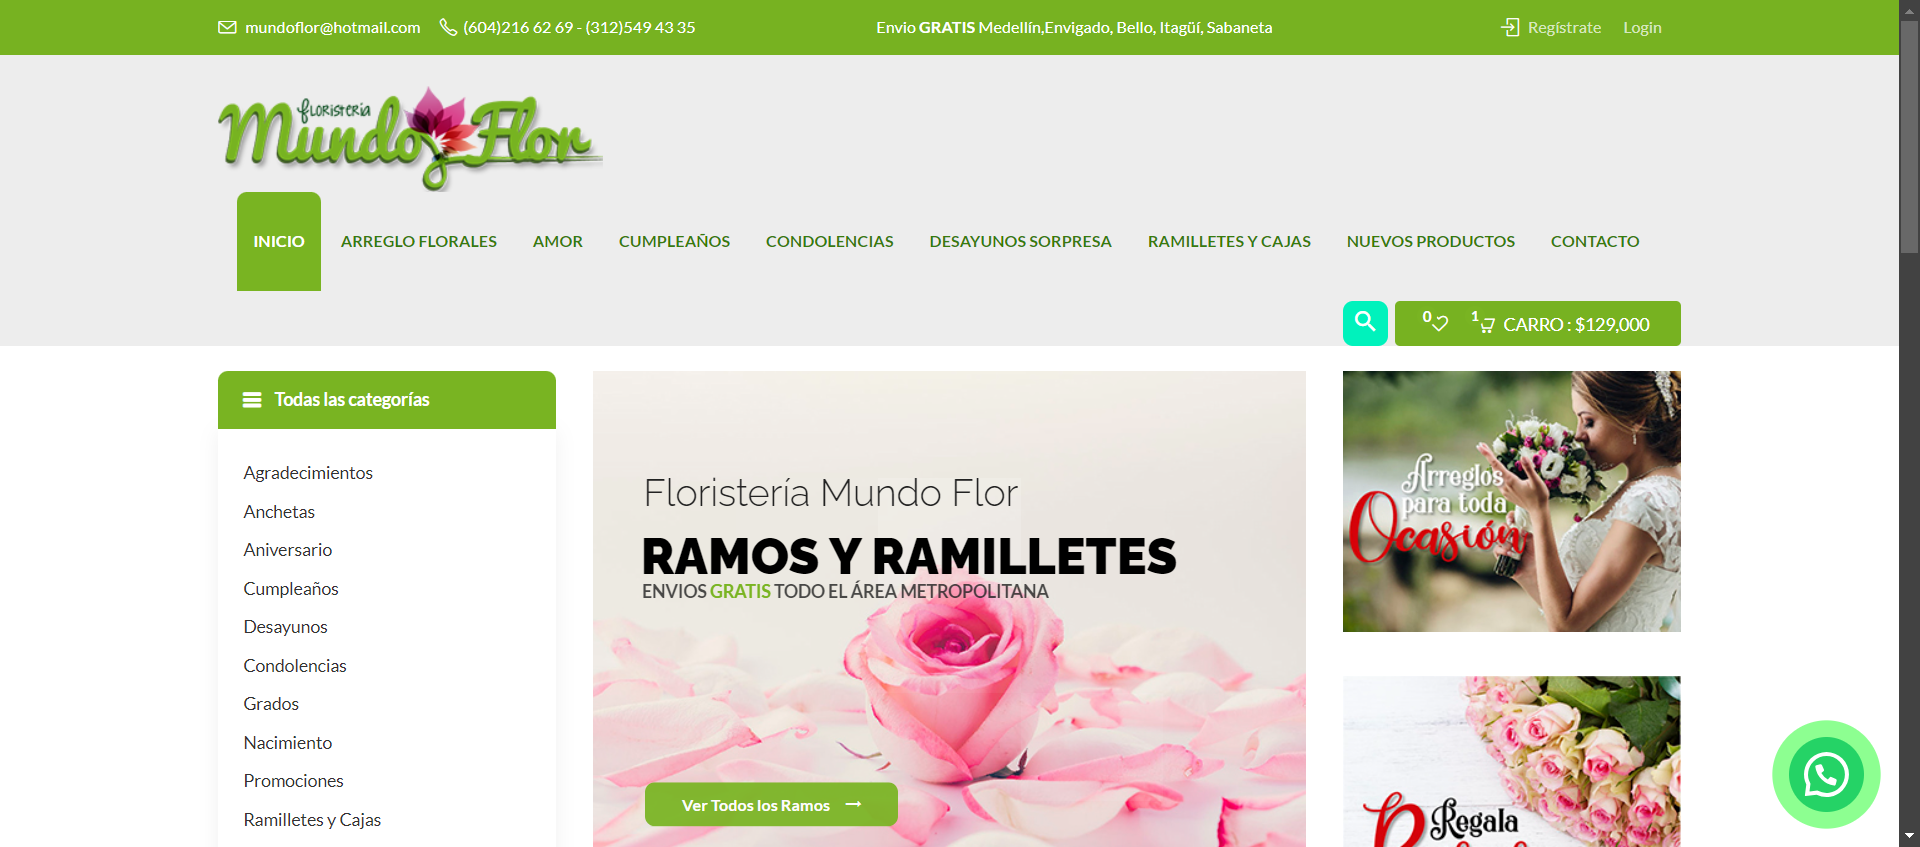 mundoflor@hotmail.com (604)216 62 69 - (312)549 43 35 Envio GRATIS Medellín,Envigado, Bello, Itagüí, Sabaneta Regístrate Login
FLORISTERÍA
Mundo Flor
INICIO ARREGLO FLORALES AMOR CUMPLEAÑOS CONDOLENCIAS DESAYUNOS SORPRESA RAMILLETES Y CAJAS NUEVOS PRODUCTOS CONTACTO
0 1 CARRO : $129,000
Todas las categorías
Agradecimientos
Anchetas
Aniversario
Cumpleaños
Desayunos
Condolencias
Grados
Nacimiento
Promociones
Ramilletes y Cajas
Floristería Mundo Flor
RAMOS Y RAMILLETES
ENVIOS GRATIS TODO EL ÁREA METROPOLITANA
Ver Todos los Ramos
Arreglos
para toda
Ocasión
Regala